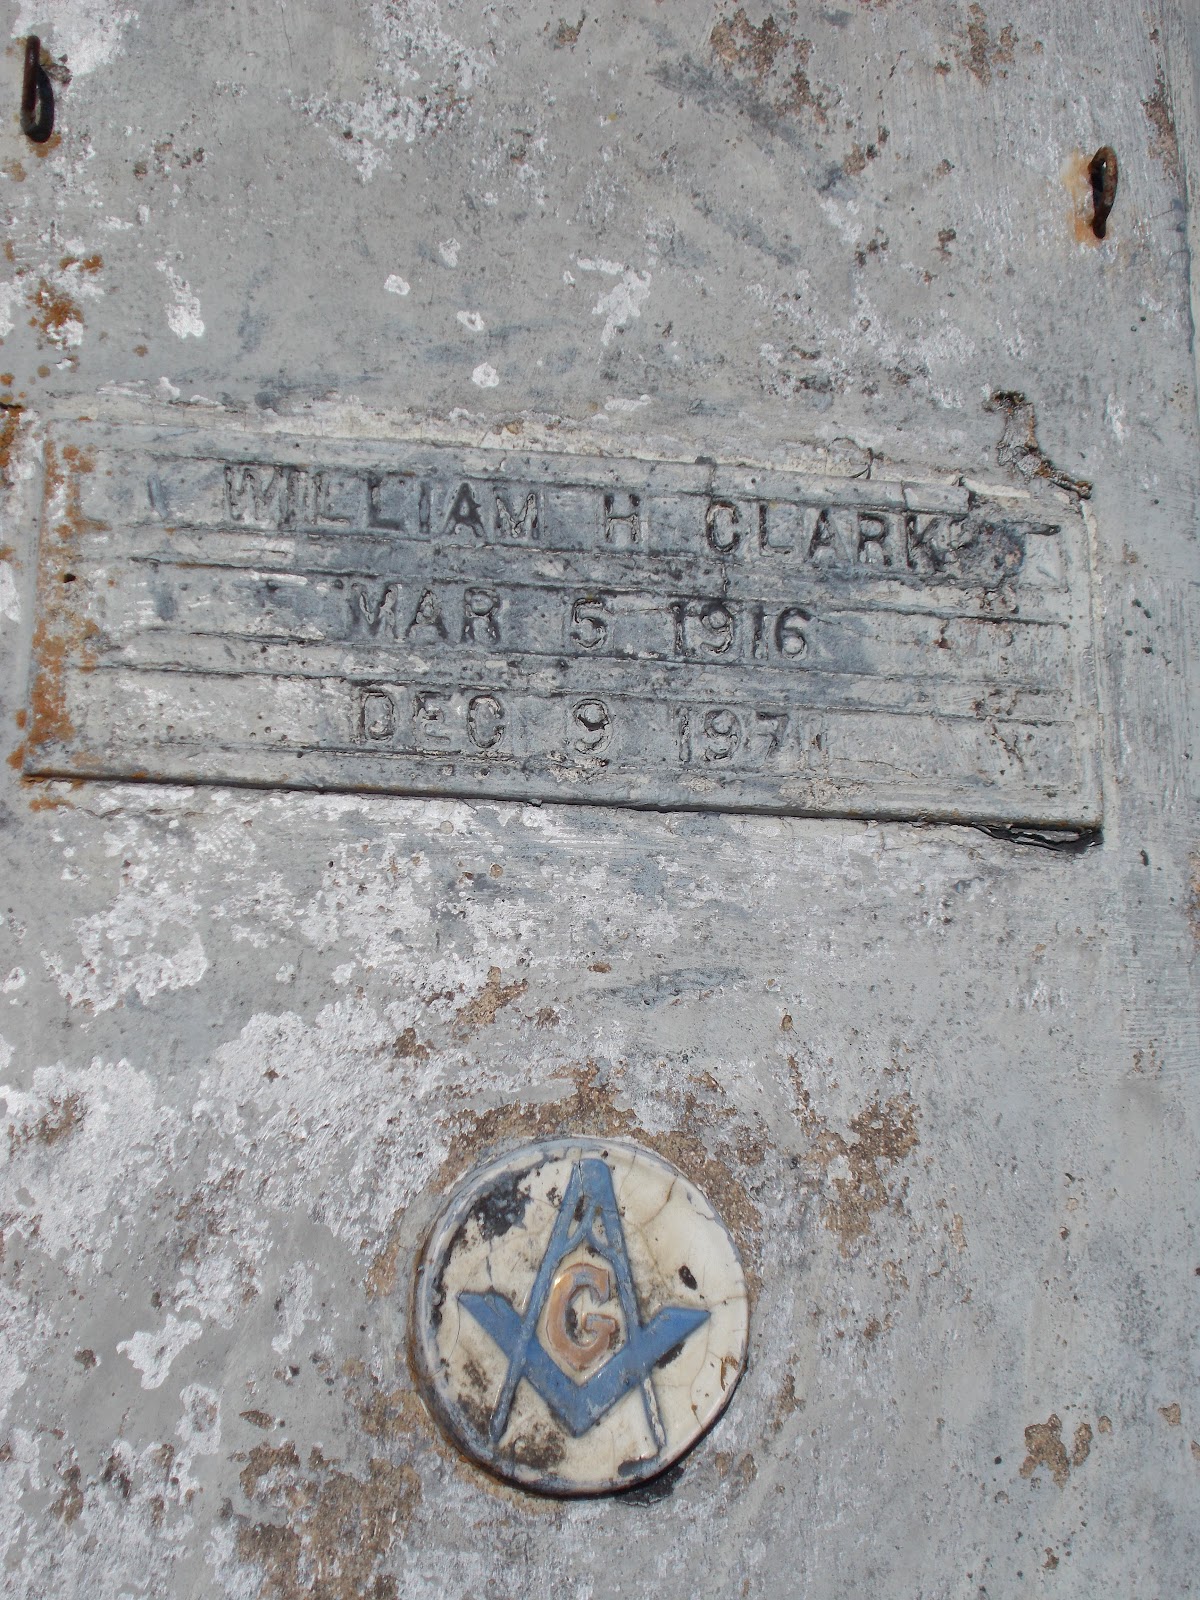 WILLIAM H CLARK
MAR 5 1916
DEC 9 1971
G